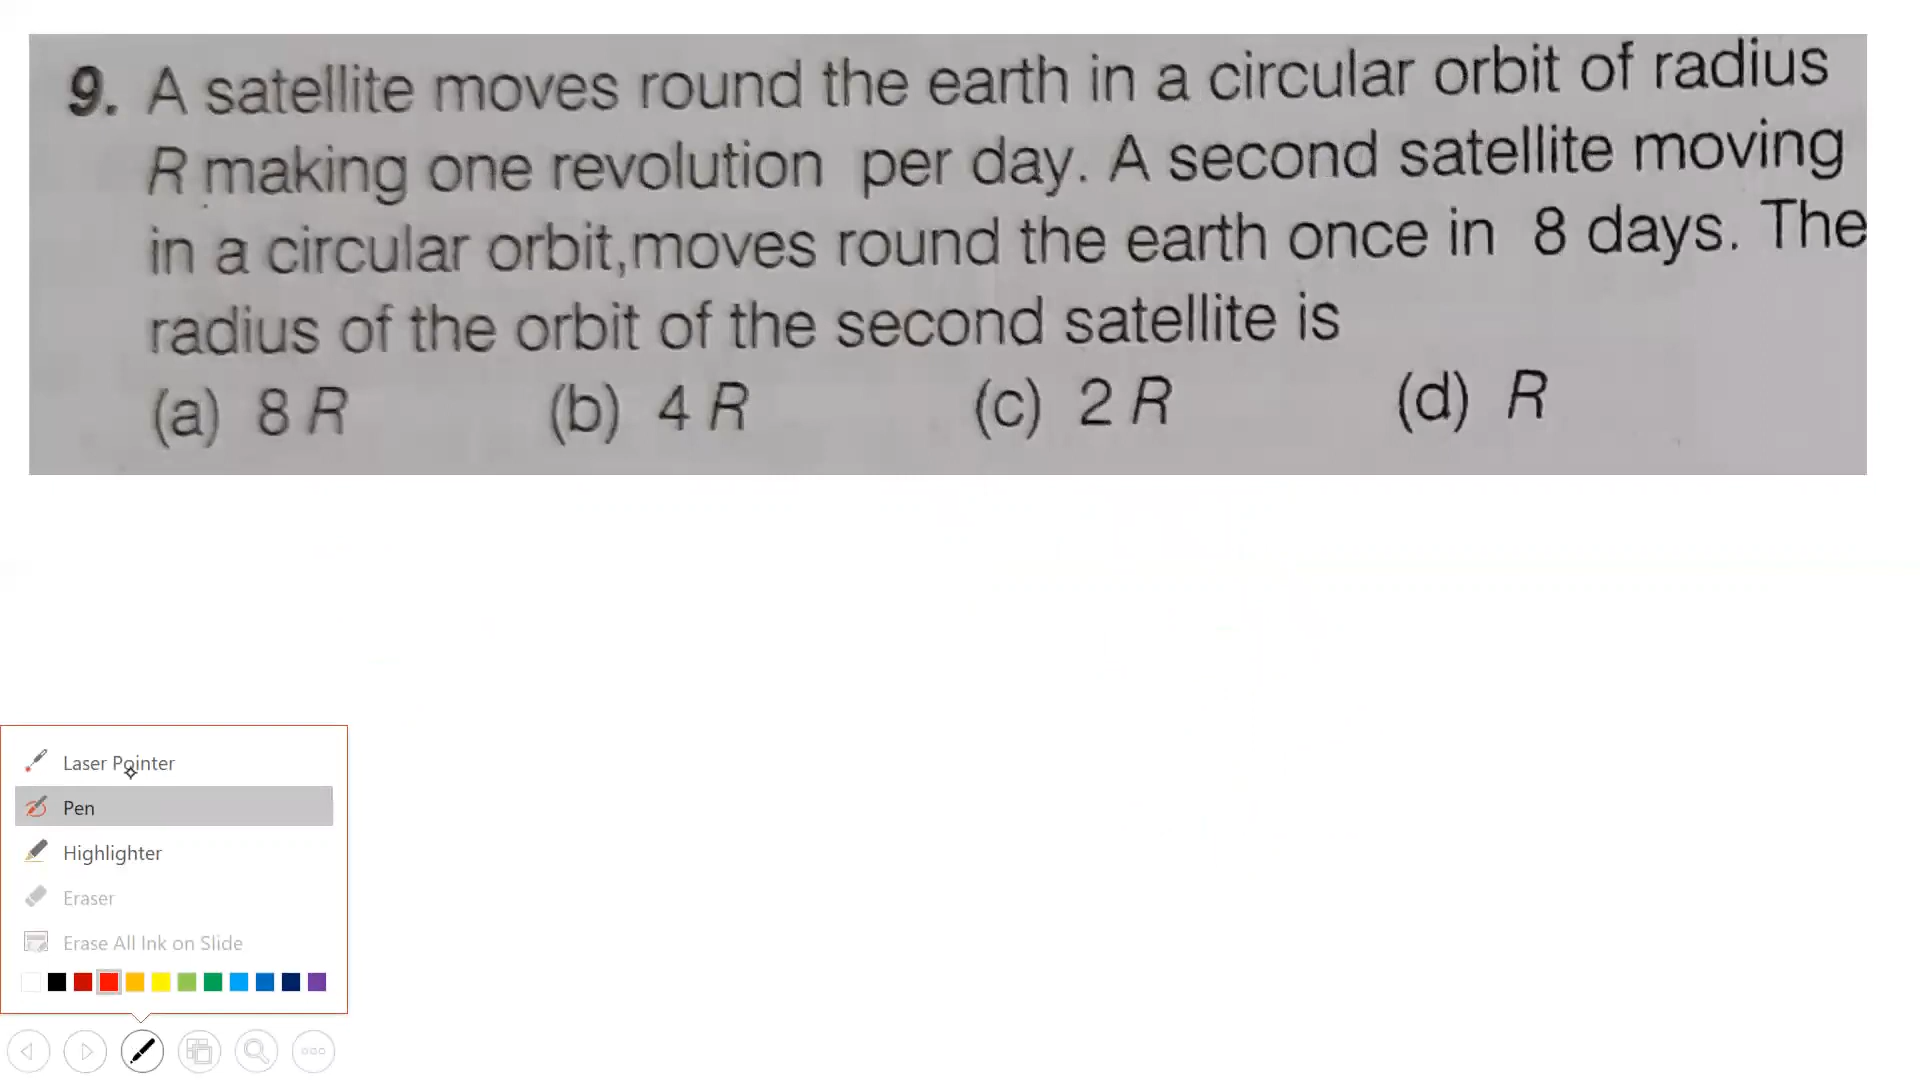 9. A satellite moves round the earth in a circular orbit of radius
R making one revolution per day. A second satellite moving
in a circular orbit,moves round the earth once in 8 days. The
radius of the orbit of the second satellite is
(a) 8 R (b) 4 R (c) 2 R (d) R
Laser Pointer
Pen
Highlighter
Eraser
Erase All Ink on Slide